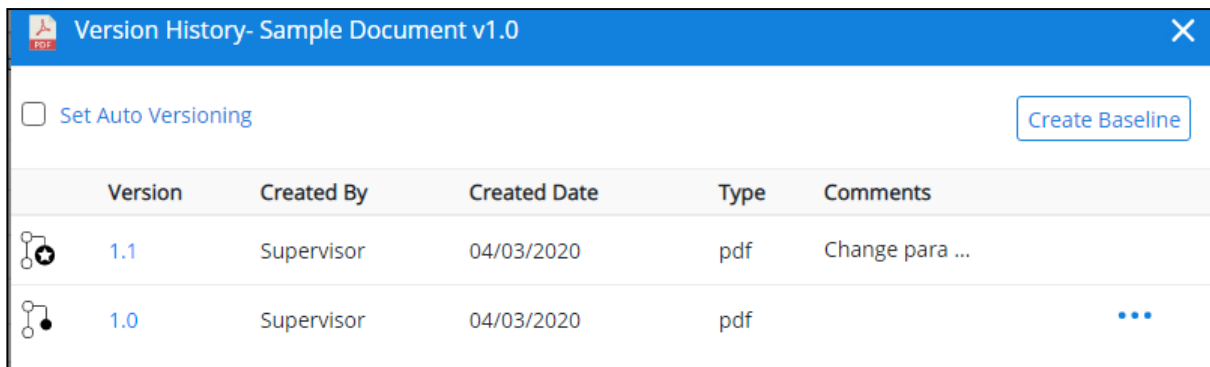 PDF
Version History- Sample Document v1.0
Set Auto Versioning
Create Baseline
Version Created By Created Date Type Comments
1.1 Supervisor 04/03/2020 pdf Change para ...
1.0 Supervisor 04/03/2020 pdf